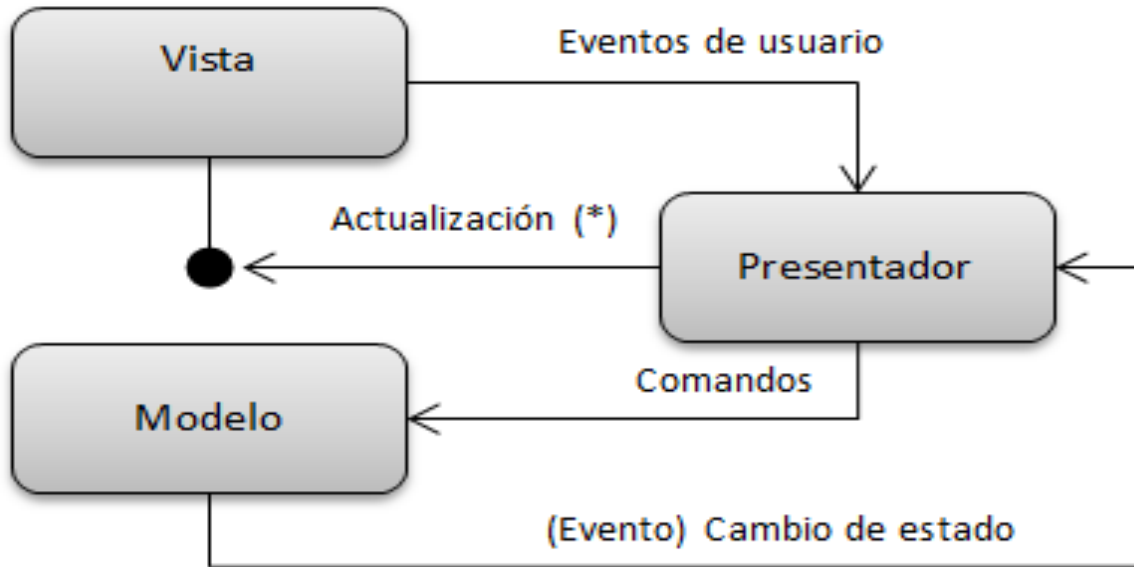 Vista
Eventos de usuario
Actualización (*)
Presentador
Comandos
Modelo
(Evento) Cambio de estado